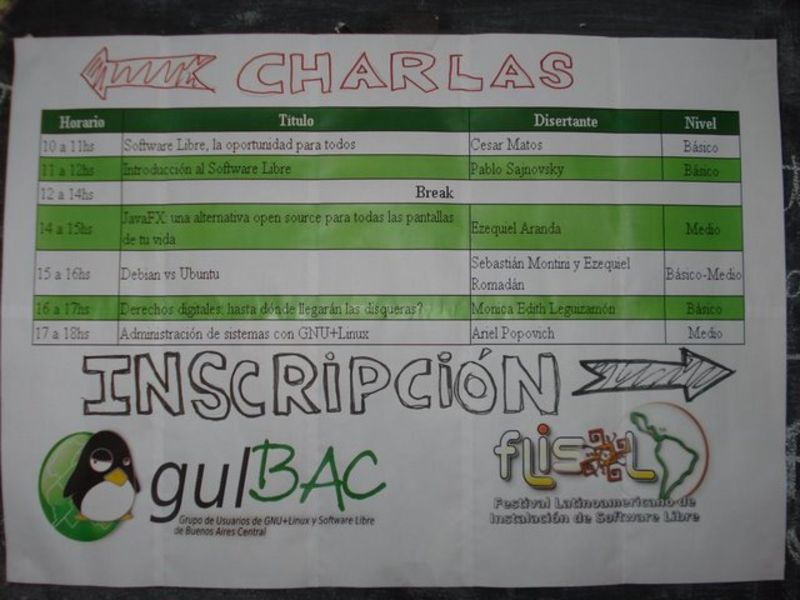 CHARLAS
Horario Título Disertante Nivel
10 a 11hs Software Libre, la oportunidad para todos Cesar Matos Básico
11 a 12hs Introducción al Software Libre Pablo Sajnovsky Básico
12 a 14hs Break
14 a 15hs JavaFX: una alternativa open source para todas las pantallas de tu vida Ezequiel Aranda Medio
15 a 16hs Debian vs Ubuntu Sebastián Montini y Ezequiel Romadán Básico-Medio
16 a 17hs Derechos digitales: hasta dónde llegarán las disqueras? Monica Edith Leguizamón Básico
17 a 18hs Administración de sistemas con GNU+Linux Ariel Popovich Medio
INSCRIPCIÓN
gulBAC
Grupo de Usuarios de GNU+Linux y Software Libre
de Buenos Aires Central
fLisoL
Festival Latinoamericano de
Instalación de Software Libre